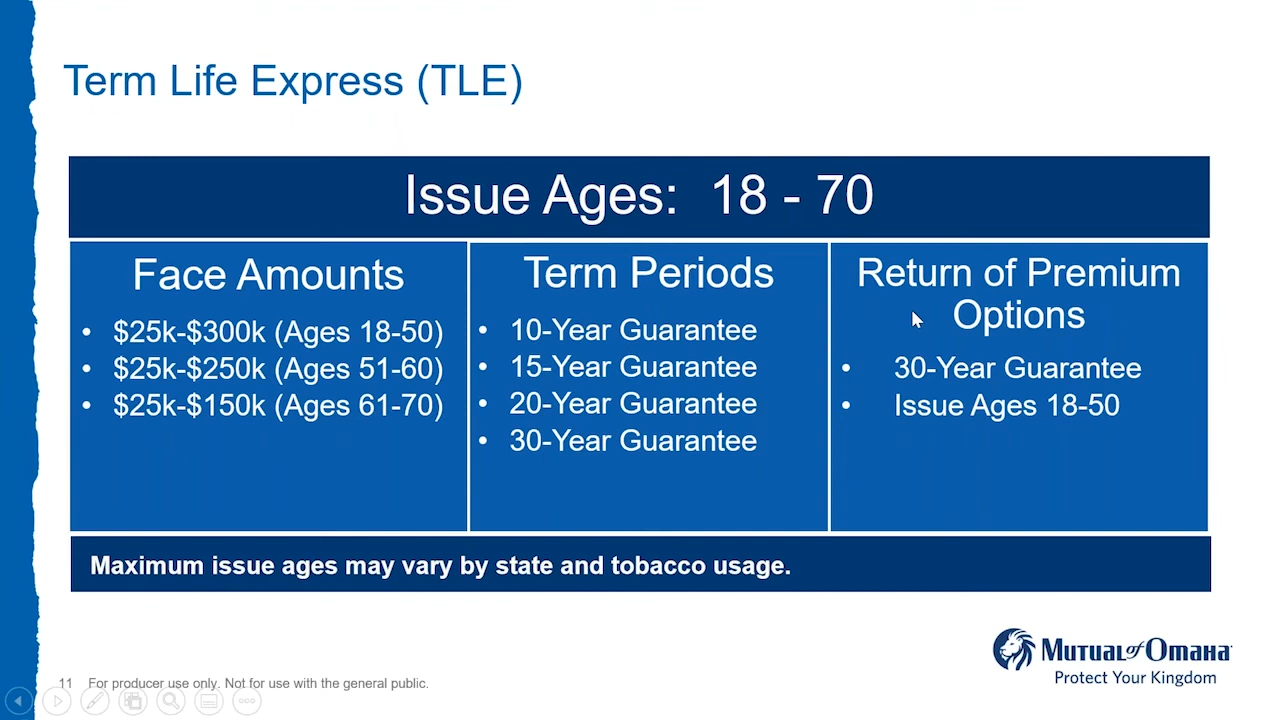 Term Life Express (TLE)
Issue Ages: 18 - 70
Face Amounts
• $25k-$300k (Ages 18-50)
• $25k-$250k (Ages 51-60)
• $25k-$150k (Ages 61-70)
Term Periods
• 10-Year Guarantee
• 15-Year Guarantee
• 20-Year Guarantee
• 30-Year Guarantee
Return of Premium
Options
• 30-Year Guarantee
• Issue Ages 18-50
Maximum issue ages may vary by state and tobacco usage.
Mutual of Omaha
Protect Your Kingdom
11 For producer use only. Not for use with the general public.